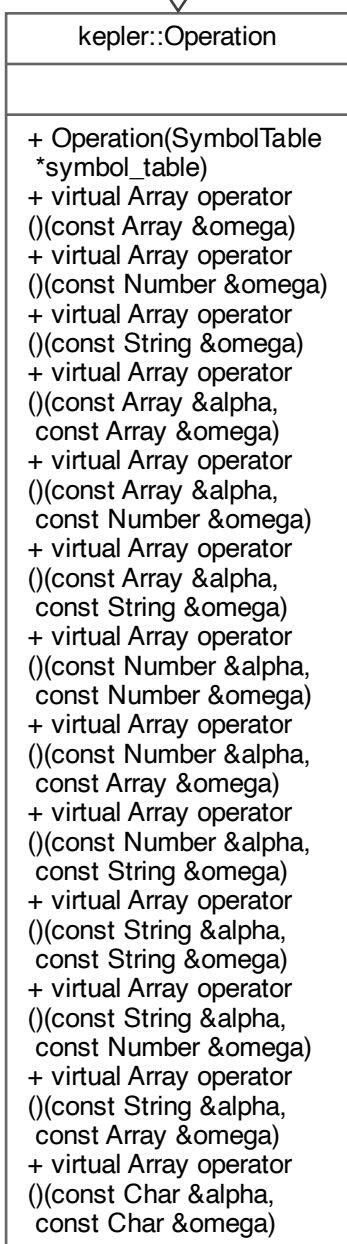 kepler::Operation
+ Operation(SymbolTable
*symbol_table)
+ virtual Array operator
()(const Array &omega)
+ virtual Array operator
()(const Number &omega)
+ virtual Array operator
()(const String &omega)
+ virtual Array operator
()(const Array &alpha,
const Array &omega)
+ virtual Array operator
()(const Array &alpha,
const Number &omega)
+ virtual Array operator
()(const Array &alpha,
const String &omega)
+ virtual Array operator
()(const Number &alpha,
const Number &omega)
+ virtual Array operator
()(const Number &alpha,
const Array &omega)
+ virtual Array operator
()(const Number &alpha,
const String &omega)
+ virtual Array operator
()(const String &alpha,
const String &omega)
+ virtual Array operator
()(const String &alpha,
const Number &omega)
+ virtual Array operator
()(const String &alpha,
const Array &omega)
+ virtual Array operator
()(const Char &alpha,
const Char &omega)